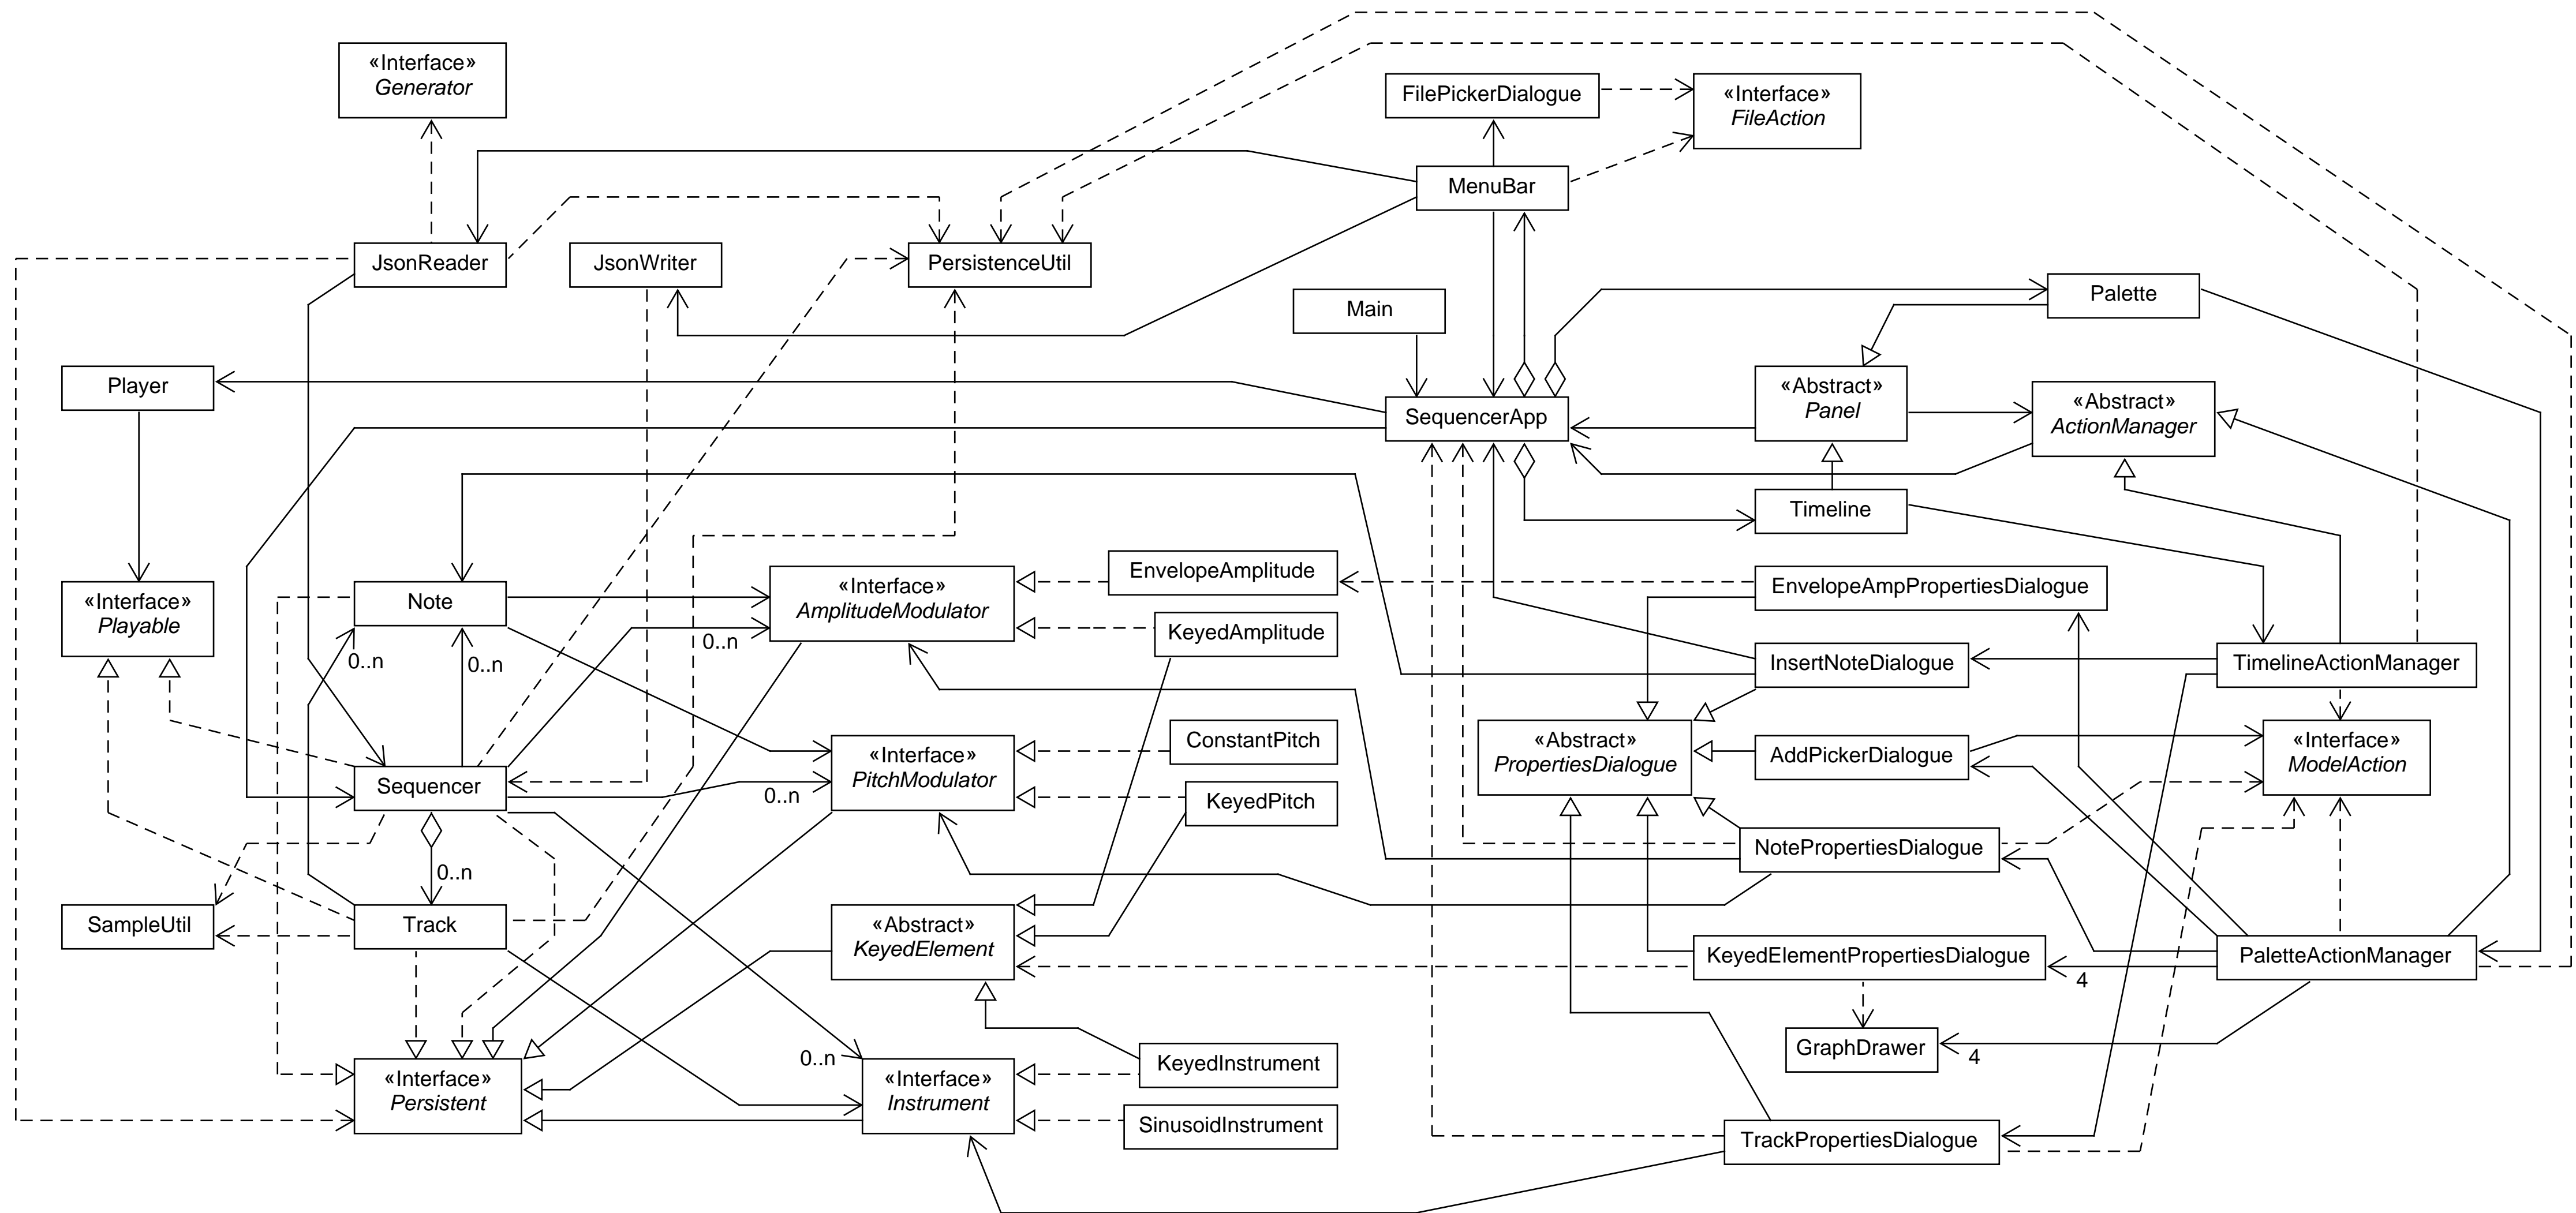 «Interface»
Generator
FilePickerDialogue
«Interface»
FileAction
MenuBar
JsonReader
JsonWriter
PersistenceUtil
Main
Palette
Player
SequencerApp
«Abstract»
Panel
«Abstract»
ActionManager
Timeline
«Interface»
Playable
Note
«Interface»
AmplitudeModulator
EnvelopeAmplitude
EnvelopeAmpPropertiesDialogue
KeyedAmplitude
0..n
0..n
0..n
InsertNoteDialogue
TimelineActionManager
«Interface»
PitchModulator
ConstantPitch
«Abstract»
PropertiesDialogue
AddPickerDialogue
«Interface»
ModelAction
Sequencer
0..n
KeyedPitch
NotePropertiesDialogue
0..n
SampleUtil
Track
«Abstract»
KeyedElement
KeyedElementPropertiesDialogue
4
PaletteActionManager
GraphDrawer
4
0..n
«Interface»
Persistent
«Interface»
Instrument
KeyedInstrument
SinusoidInstrument
TrackPropertiesDialogue